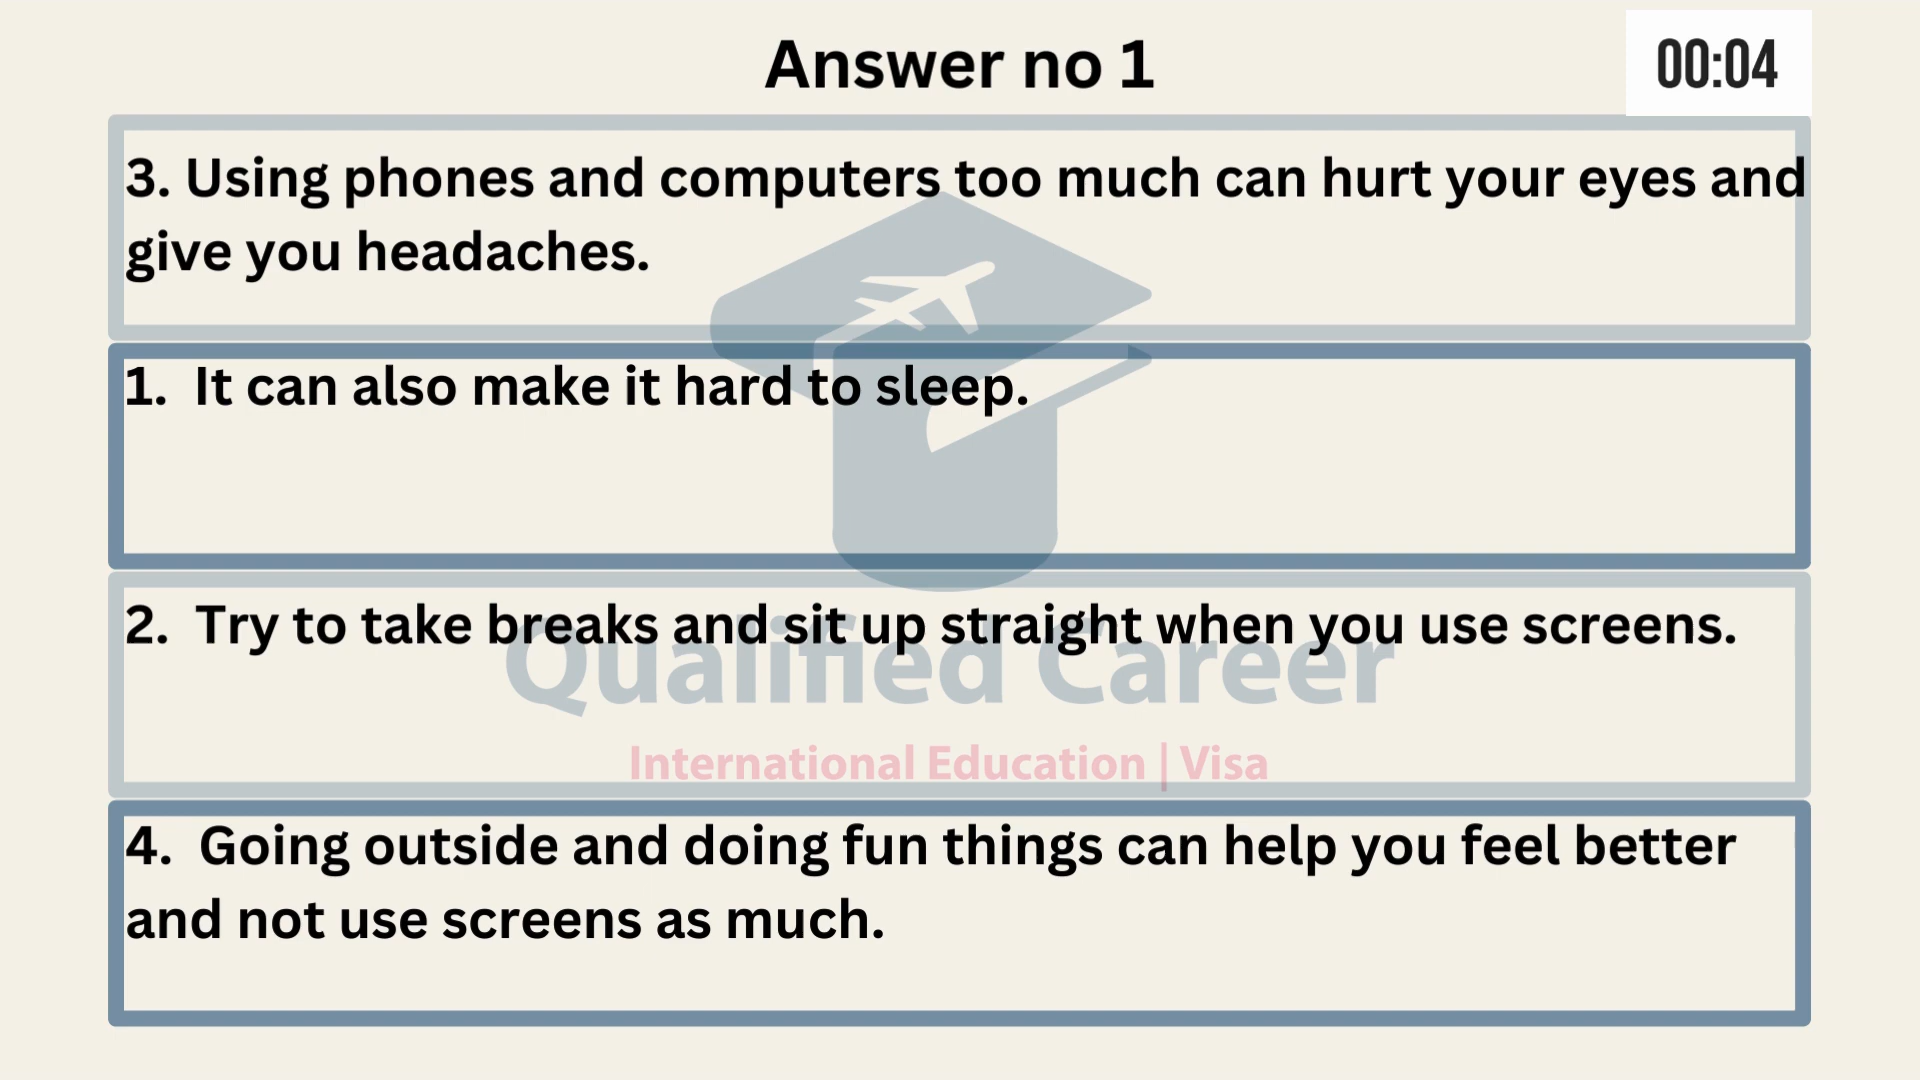 Answer no 1
00:04
3. Using phones and computers too much can hurt your eyes and
give you headaches.
1. It can also make it hard to sleep.
2. Try to take breaks and sit up straight when you use screens.
Qualified Career
International Education | Visa
4. Going outside and doing fun things can help you feel better
and not use screens as much.